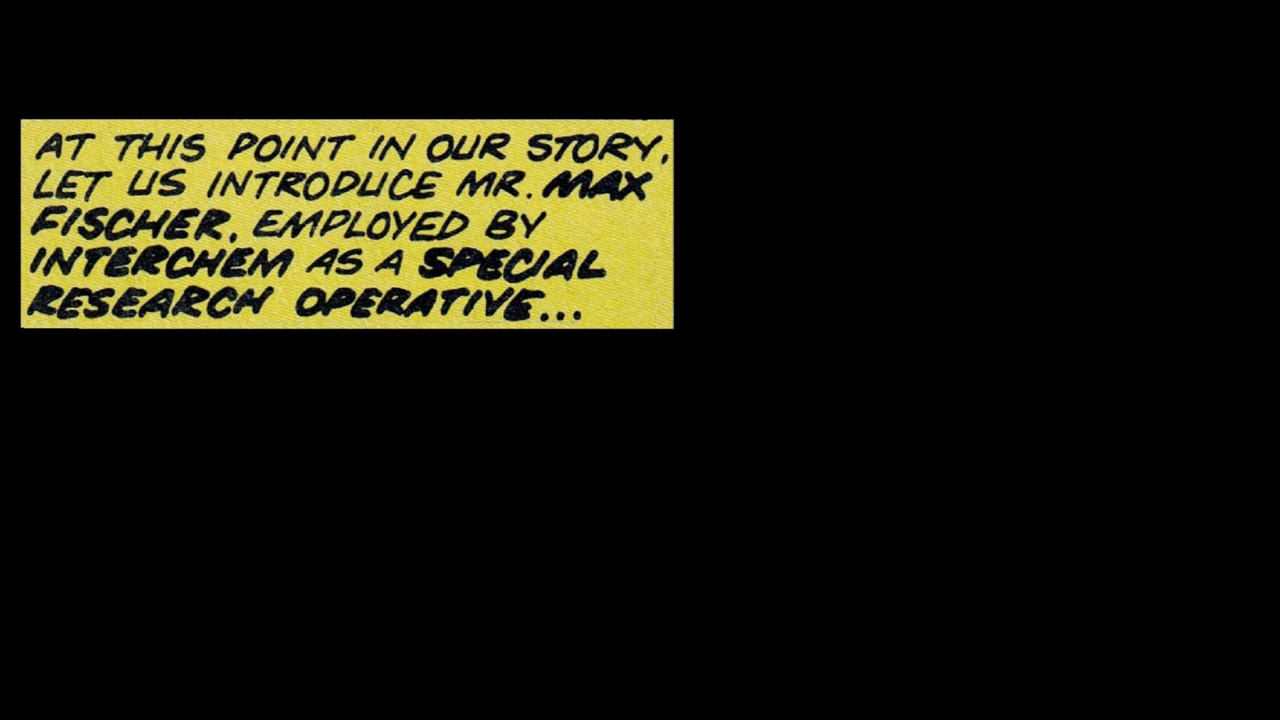 AT THIS POINT IN OUR STORY,
LET US INTRODUCE MR. MAX
FISCHER, EMPLOYED BY
INTERCHEM AS A SPECIAL
RESEARCH OPERATIVE...